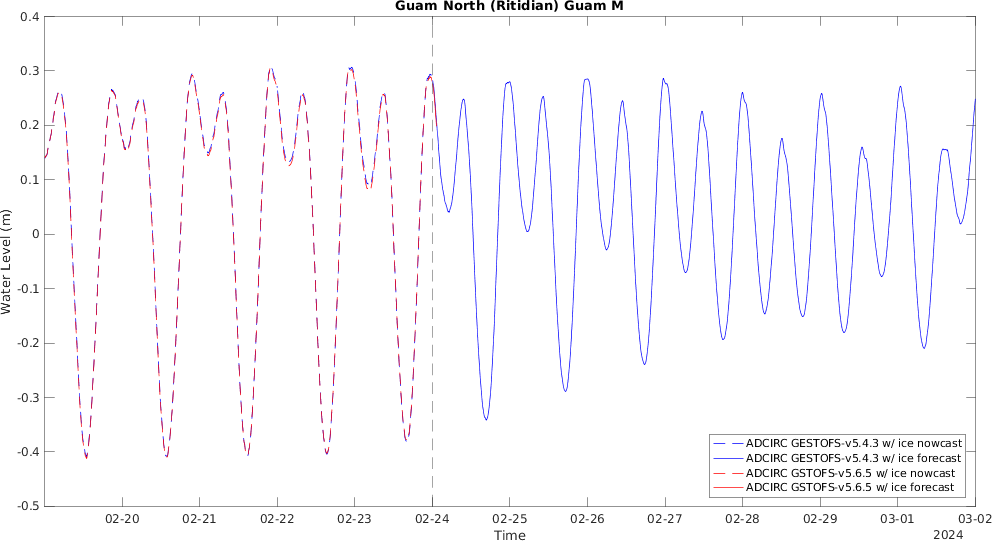 Guam North (Ritidian) Guam M
0.4
0.3
0.2
0.1
0
-0.1
-0.2
-0.3
-0.4
-0.5
Water Level (m)
ADCIRC GESTOFS-v5.4.3 w/ ice nowcast
ADCIRC GESTOFS-v5.4.3 w/ ice forecast
ADCIRC GSTOFS-v5.6.5 w/ ice nowcast
ADCIRC GSTOFS-v5.6.5 w/ ice forecast
02-20 02-21 02-22 02-23 02-24 02-25 02-26 02-27 02-28 02-29 03-01 03-02
Time
2024